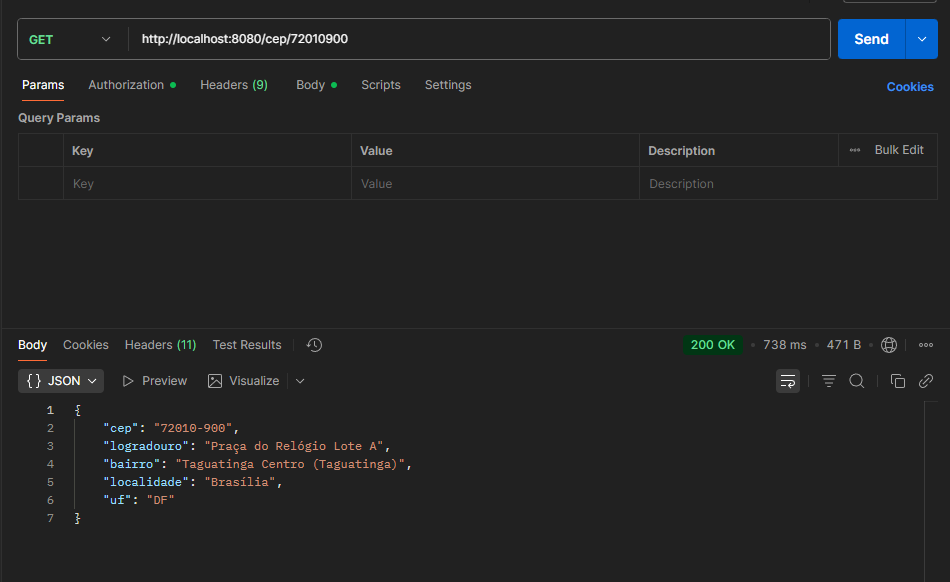 GET http://localhost:8080/cep/72010900 Send
Params Authorization Headers (9) Body Scripts Settings Cookies
Query Params
Key Value Description Bulk Edit
Key Value Description
Body Cookies Headers (11) Test Results 200 OK 738 ms 471 B
{} JSON Preview Visualize
1 {
2 "cep": "72010-900",
3 "logradouro": "Praça do Relógio Lote A",
4 "bairro": "Taguatinga Centro (Taguatinga)",
5 "localidade": "Brasília",
6 "uf": "DF"
7 }